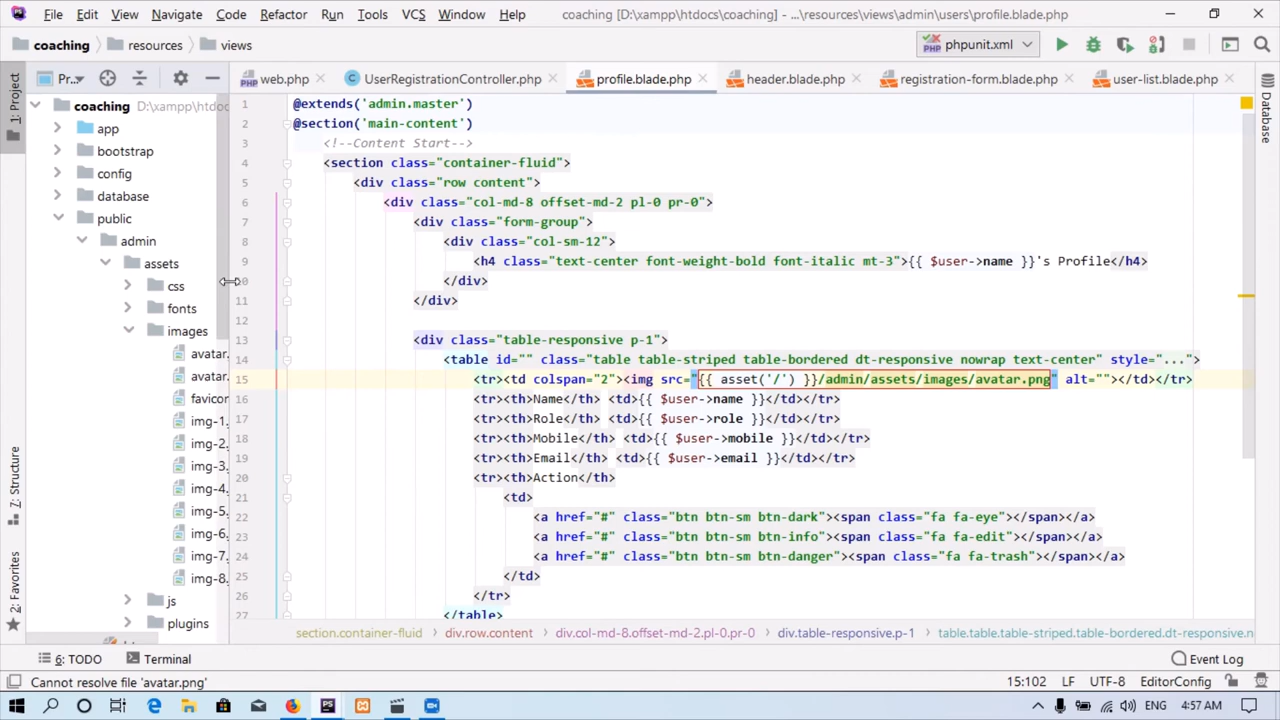 File Edit View Navigate Code Refactor Run Tools VCS Window Help coaching [D:\xampp\htdocs\coaching] - ...\resources\views\admin\users\profile.blade.php
coaching resources views phpunit.xml
Pr... web.php UserRegistrationController.php profile.blade.php header.blade.php registration-form.blade.php user-list.blade.php
1: Project
7: Structure
2: Favorites
Database
coaching D:\xampp\htdoc
app
bootstrap
config
database
public
admin
assets
css
fonts
images
avatar.
avatar.
favico
img-1.
img-2.
img-3.
img-4.
img-5.
img-6.
img-7.
img-8.
js
plugins
1 @extends('admin.master')
2 @section('main-content')
3 <!--Content Start-->
4 <section class="container-fluid">
5 <div class="row content">
6 <div class="col-md-8 offset-md-2 pl-0 pr-0">
7 <div class="form-group">
8 <div class="col-sm-12">
9 <h4 class="text-center font-weight-bold font-italic mt-3">{{ $user->name }}'s Profile</h4>
10 </div>
11 </div>
12
13 <div class="table-responsive p-1">
14 <table id="" class="table table-striped table-bordered dt-responsive nowrap text-center" style="...">
15 <tr><td colspan="2"><img src="{{ asset('/') }}/admin/assets/images/avatar.png" alt=""></td></tr>
16 <tr><th>Name</th> <td>{{ $user->name }}</td></tr>
17 <tr><th>Role</th> <td>{{ $user->role }}</td></tr>
18 <tr><th>Mobile</th> <td>{{ $user->mobile }}</td></tr>
19 <tr><th>Email</th> <td>{{ $user->email }}</td></tr>
20 <tr><th>Action</th>
21 <td>
22 <a href="#" class="btn btn-sm btn-dark"><span class="fa fa-eye"></span></a>
23 <a href="#" class="btn btn-sm btn-info"><span class="fa fa-edit"></span></a>
24 <a href="#" class="btn btn-sm btn-danger"><span class="fa fa-trash"></span></a>
25 </td>
26 </tr>
27 </table>
section.container-fluid div.row.content div.col-md-8.offset-md-2.pl-0.pr-0 div.table-responsive.p-1 table.table.table-striped.table-bordered.dt-responsive.n
6: TODO Terminal Event Log
Cannot resolve file 'avatar.png' 15:102 LF UTF-8 EditorConfig
ENG 4:57 AM